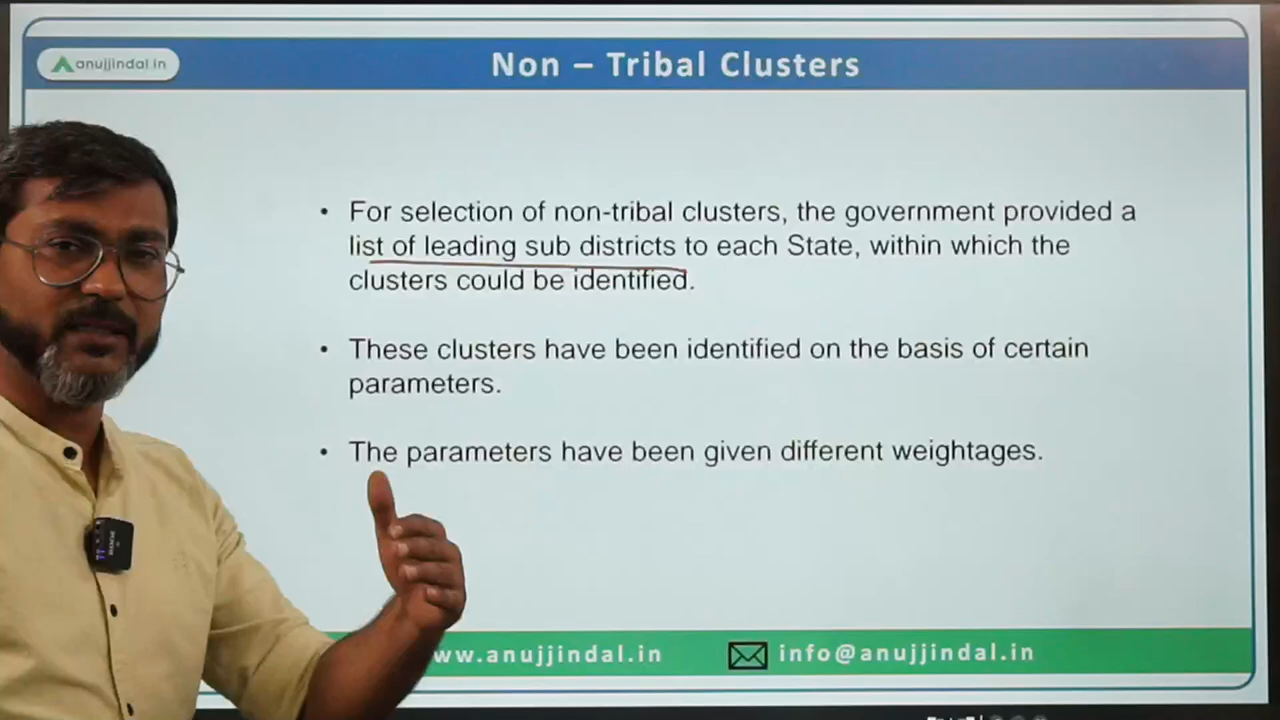 anujjindal.in
Non – Tribal Clusters
• For selection of non-tribal clusters, the government provided a
list of leading sub districts to each State, within which the
clusters could be identified.
• These clusters have been identified on the basis of certain
parameters.
• The parameters have been given different weightages.
ww.anujjindal.in
info@anujjindal.in